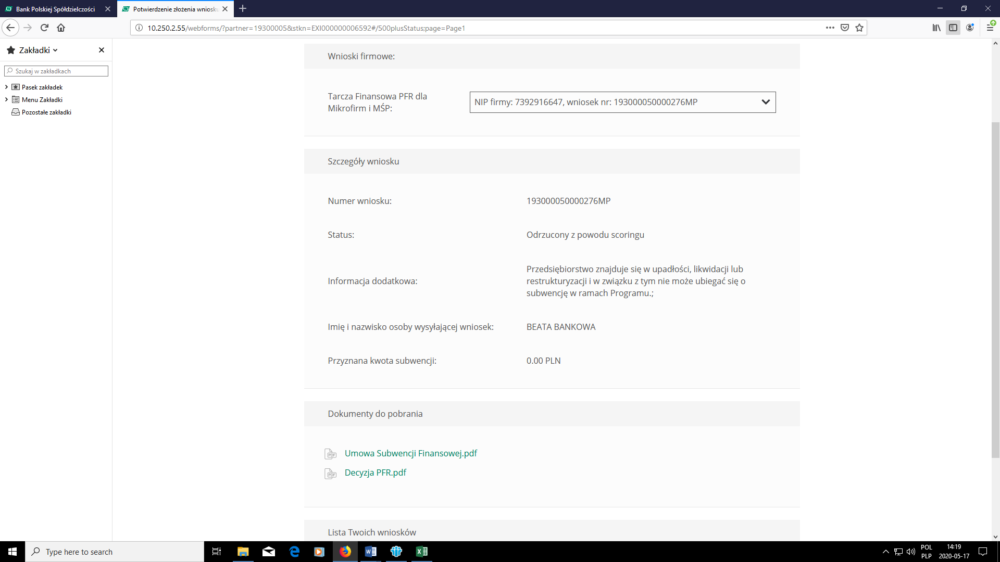 Bank Polskiej Spółdzielczości
Potwierdzenie złożenia wniosku
10.250.2.55/webforms/?partner=19300005&stkn=EXI000000006592#/500plusStatus;page=Page1
Zakładki
Szukaj w zakładkach
Pasek zakładek
Menu Zakładki
Pozostałe zakładki
Wnioski firmowe:
Tarcza Finansowa PFR dla
Mikrofirm i MŚP:
NIP firmy: 7392916647, wniosek nr: 193000050000276MP
Szczegóły wniosku
Numer wniosku: 193000050000276MP
Status: Odrzucony z powodu scoringu
Informacja dodatkowa:
Przedsiębiorstwo znajduje się w upadłości, likwidacji lub
restrukturyzacji i w związku z tym nie może ubiegać się o
subwencję w ramach Programu.;
Imię i nazwisko osoby wysyłającej wniosek: BEATA BANKOWA
Przyznana kwota subwencji: 0.00 PLN
Dokumenty do pobrania
PDF Umowa Subwencji Finansowej.pdf
PDF Decyzja PFR.pdf
Lista Twoich wniosków
Type here to search
POL
PLP
14:19
2020-05-17